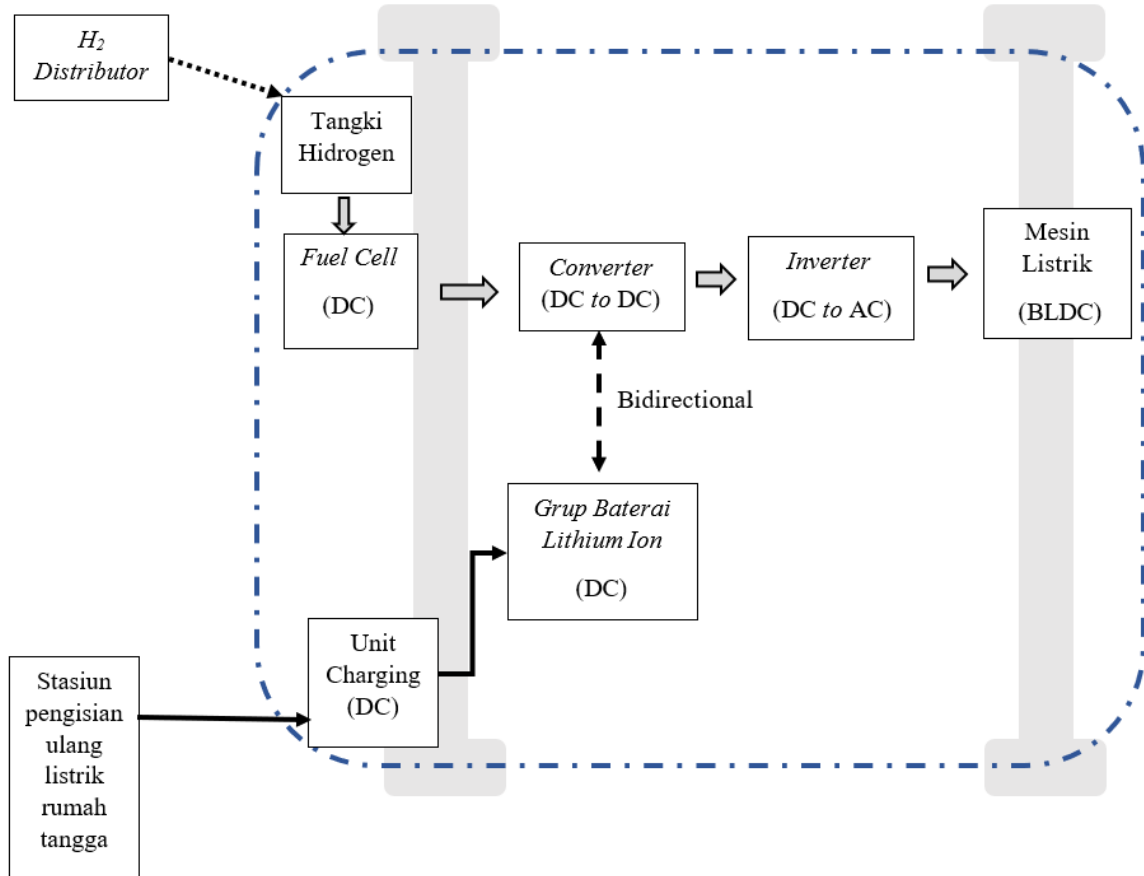 H₂
Distributor
Tangki
Hidrogen
Fuel Cell
(DC)
Converter
(DC to DC)
Inverter
(DC to AC)
Mesin
Listrik
(BLDC)
Bidirectional
Grup Baterai
Lithium Ion
(DC)
Unit
Charging
(DC)
Stasiun
pengisian
ulang
listrik
rumah
tangga